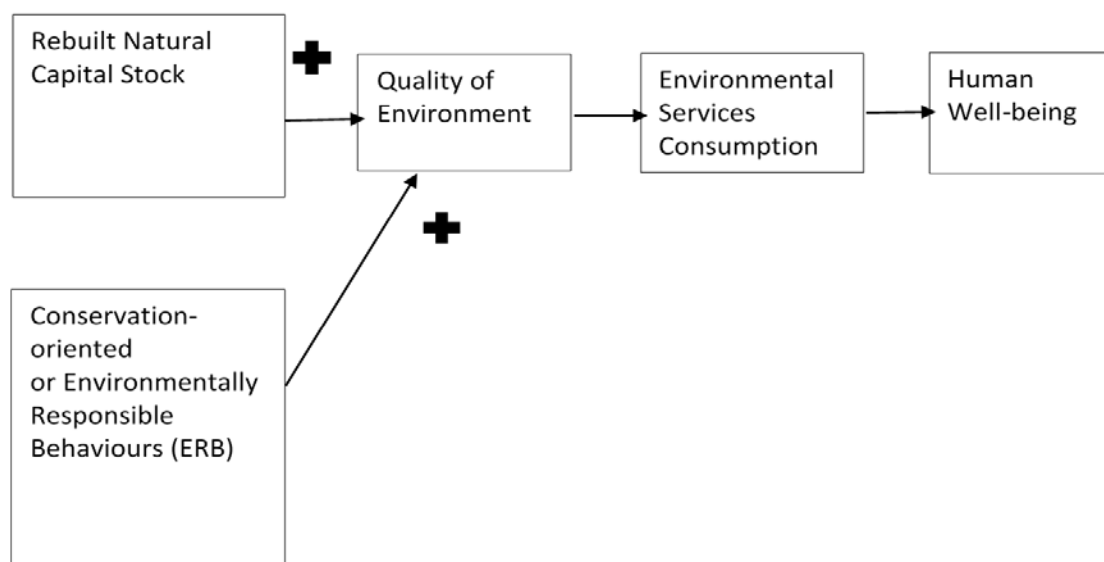 Rebuilt Natural
Capital Stock
Quality of
Environment
Environmental
Services
Consumption
Human
Well-being
Conservation-
oriented
or Environmentally
Responsible
Behaviours (ERB)